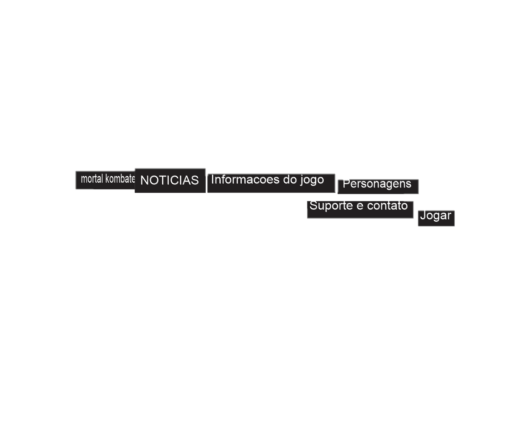 mortal kombate
NOTICIAS
Informacoes do jogo
Personagens
Suporte e contato
Jogar